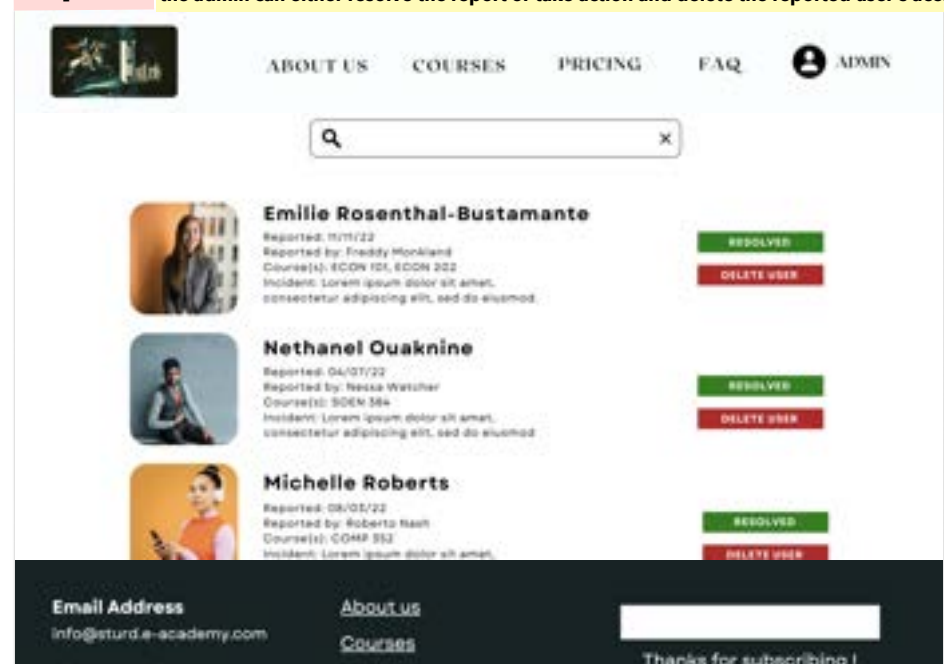 the admin can either resolve the report or take action and delete the reported user's
ABOUT US COURSES PRICING FAQ ADMIN
Emilie Rosenthal-Bustamante
Reported: 11/11/22
Reported by: Freddy Monkland
Course(s): ECON 101, ECON 202
Incident: Lorem ipsum dolor sit amet,
consectetur adipiscing elit, sed do eiusmod.
RESOLVED
DELETE USER
Nethanel Ouaknine
Reported: 04/07/22
Reported by: Nessa Watcher
Course(s): SOEN 384
Incident: Lorem ipsum dolor sit amet,
consectetur adipiscing elit, sed do eiusmod
RESOLVED
DELETE USER
Michelle Roberts
Reported: 08/03/22
Reported by: Roberto Nash
Course(s): COMP 352
Incident: Lorem ipsum dolor sit amet,
RESOLVED
DELETE USER
Email Address
info@sturd.e-academy.com
About us
Courses
Thanks for subscribing !